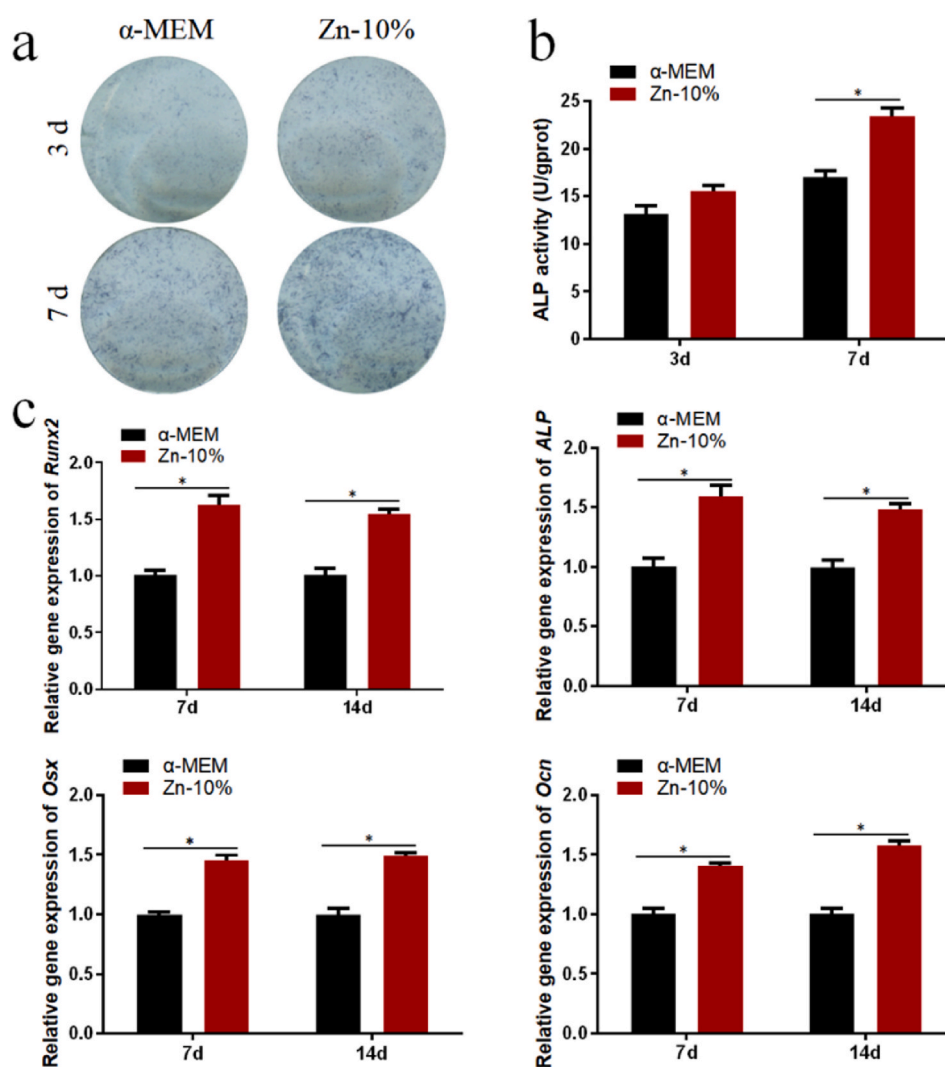 a
α-MEM
Zn-10%
3 d
7 d
b
α-MEM
Zn-10%
ALP activity (U/gprot)
25
20
15
10
5
0
*
3d
7d
c
α-MEM
Zn-10%
Relative gene expression of Runx2
2.0
1.5
1.0
0.5
0.0
*
*
7d
14d
α-MEM
Zn-10%
Relative gene expression of ALP
2.0
1.5
1.0
0.5
0.0
*
*
7d
14d
α-MEM
Zn-10%
Relative gene expression of Osx
2.0
1.5
1.0
0.5
0.0
*
*
7d
14d
α-MEM
Zn-10%
Relative gene expression of Ocn
2.0
1.5
1.0
0.5
0.0
*
*
7d
14d